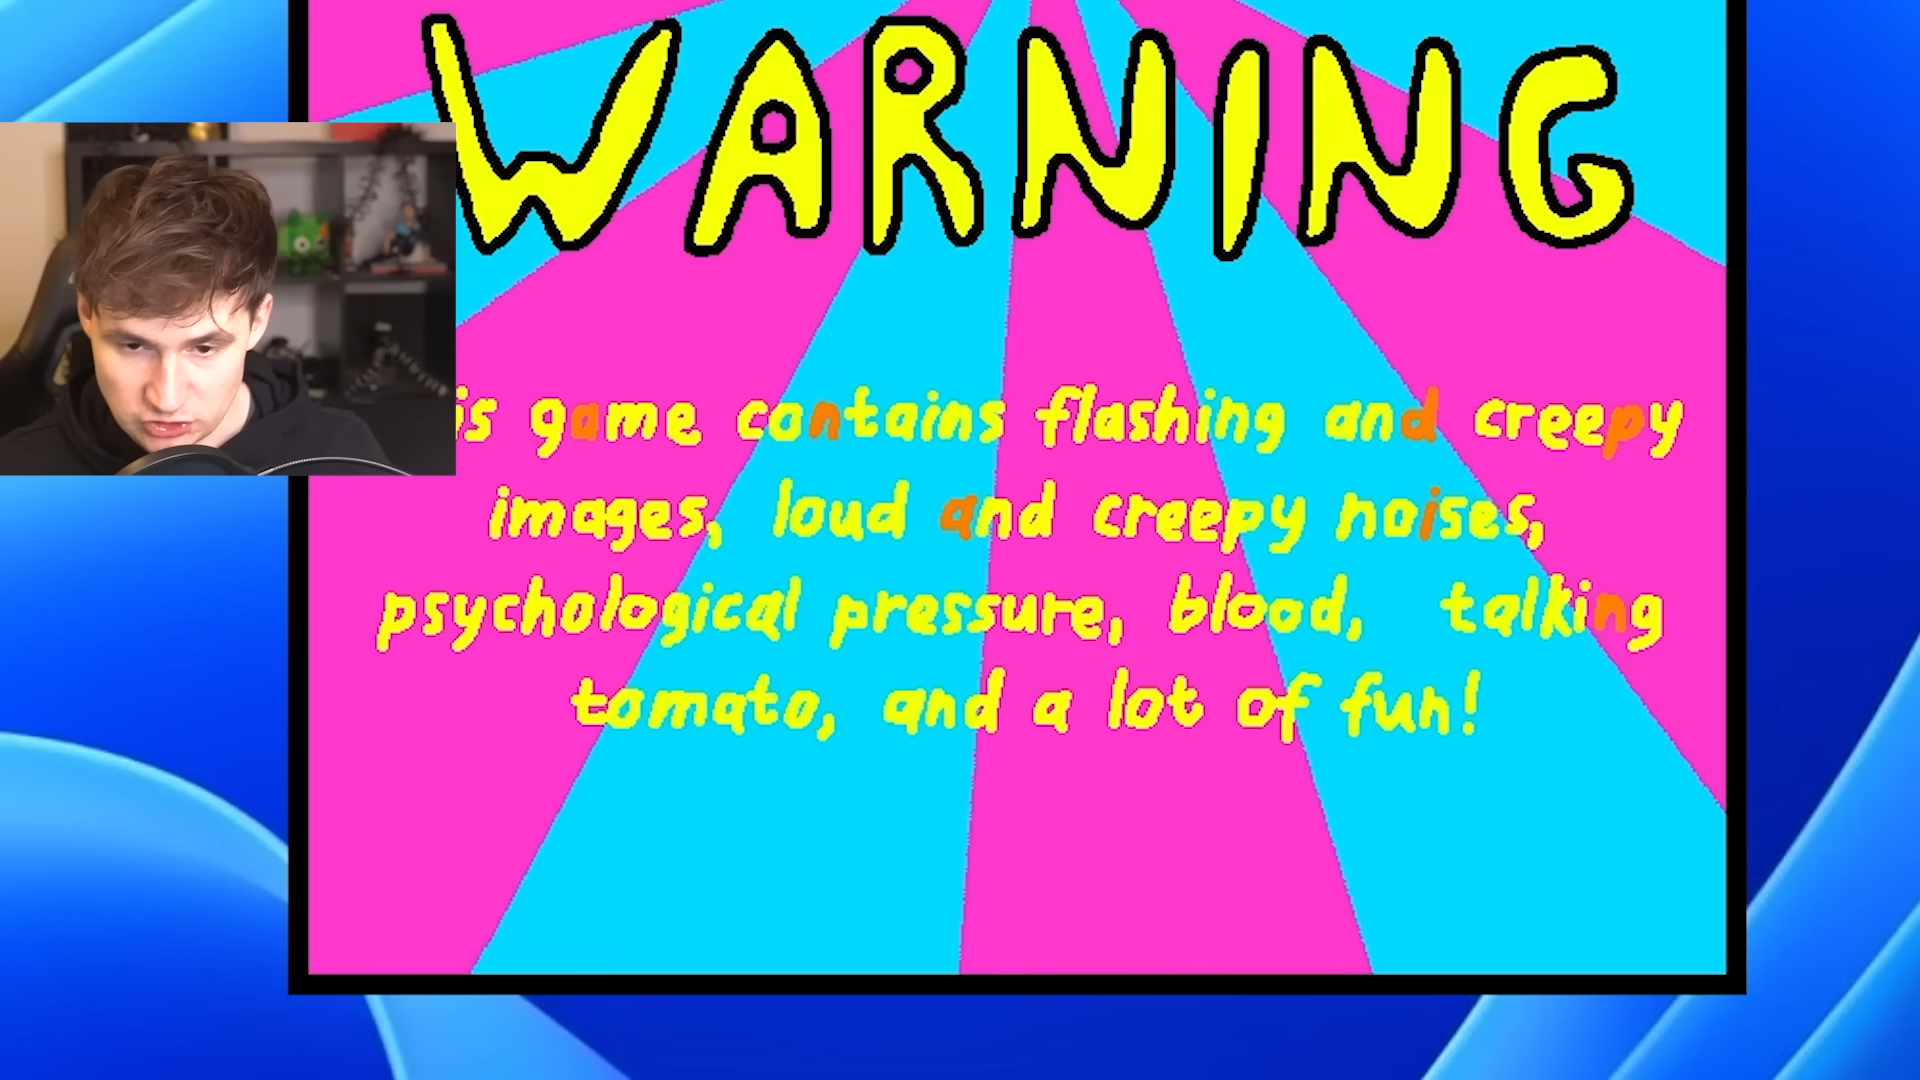 WARNING
is game contains flashing and creepy
images, loud and creepy noises,
psychological pressure, blood, talking
tomato, and a lot of fun!